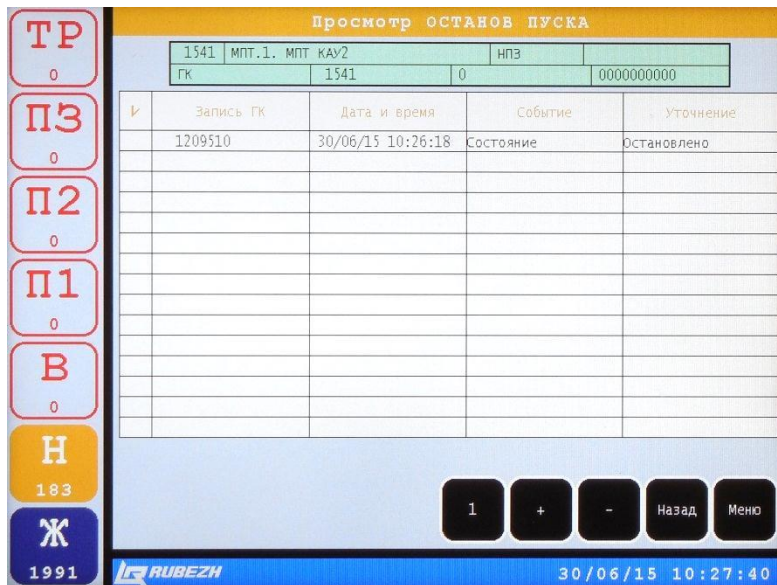 Просмотр ОСТАНОВ ПУСКА
ТР
0
ПЗ
0
П2
0
П1
0
В
0
Н
183
Ж
1991
1541 МПТ.1. МПТ КАУ2 НПЗ
ГК 1541 0 0000000000
V Запись ГК Дата и время Событие Уточнение
1209510 30/06/15 10:26:18 Состояние Остановлено
1 + - Назад Меню
RUBEZH 30/06/15 10:27:40